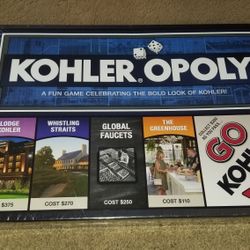 KOHLER® OPOLY
A FUN GAME CELEBRATING THE BOLD LOOK OF KOHLER!
LODGE
KOHLER
$375
WHISTLING
STRAITS
COST $270
GLOBAL
FAUCETS
COST $250
THE
GREENHOUSE
COST $110
GO
KOH